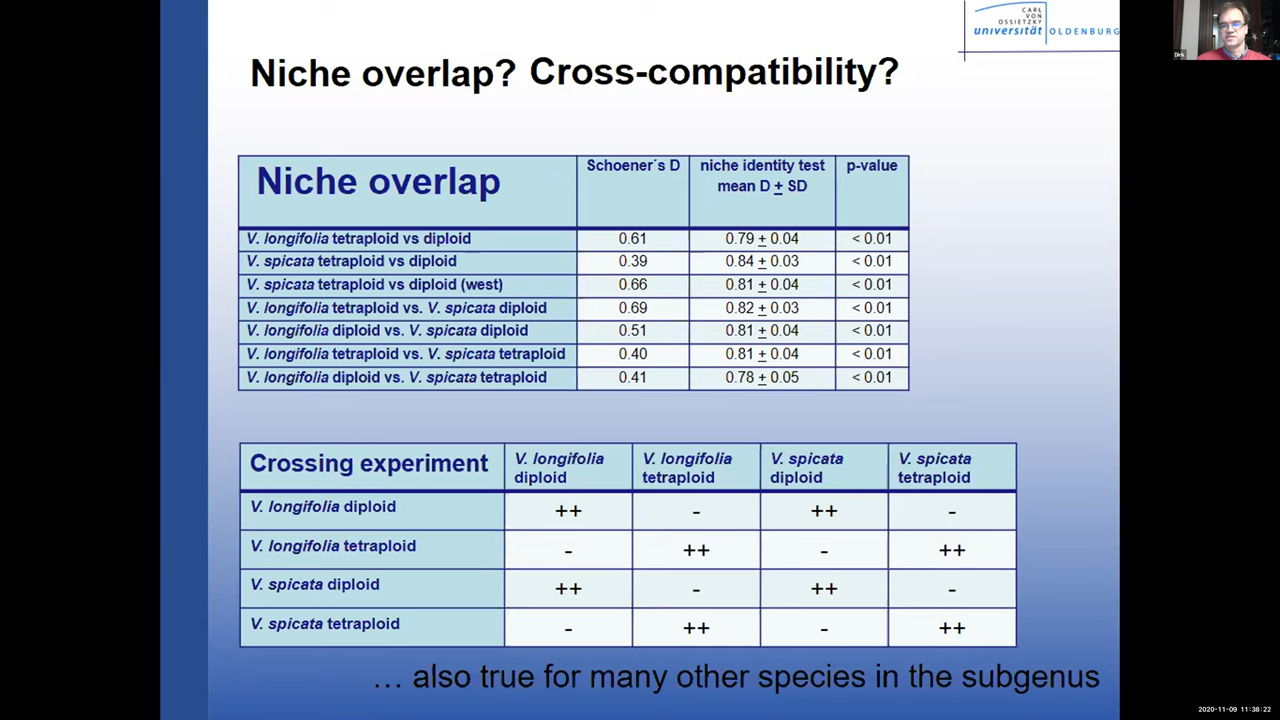 CARL
VON
OSSIETZKY
universität OLDENBURG
Dirk
Niche overlap? Cross-compatibility?
Niche overlap Schoener´s D niche identity test mean D ± SD p-value
V. longifolia tetraploid vs diploid 0.61 0.79 ± 0.04 < 0.01
V. spicata tetraploid vs diploid 0.39 0.84 ± 0.03 < 0.01
V. spicata tetraploid vs diploid (west) 0.66 0.81 ± 0.04 < 0.01
V. longifolia tetraploid vs. V. spicata diploid 0.69 0.82 ± 0.03 < 0.01
V. longifolia diploid vs. V. spicata diploid 0.51 0.81 ± 0.04 < 0.01
V. longifolia tetraploid vs. V. spicata tetraploid 0.40 0.81 ± 0.04 < 0.01
V. longifolia diploid vs. V. spicata tetraploid 0.41 0.78 ± 0.05 < 0.01
Crossing experiment V. longifolia diploid V. longifolia tetraploid V. spicata diploid V. spicata tetraploid
V. longifolia diploid ++ - ++ -
V. longifolia tetraploid - ++ - ++
V. spicata diploid ++ - ++ -
V. spicata tetraploid - ++ - ++
… also true for many other species in the subgenus
2020-11-09 11:38:22